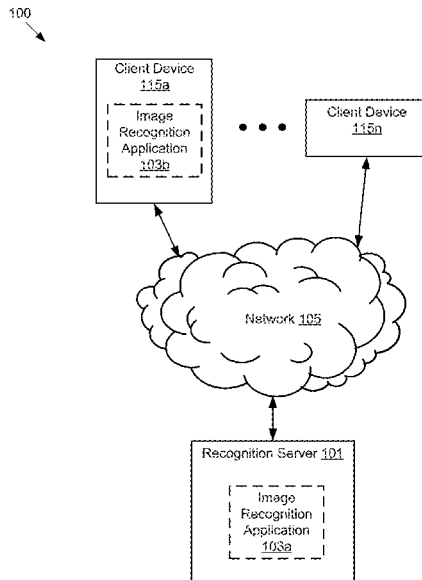 100
Client Device
115a
Image
Recognition
Application
103b
Client Device
115n
Network 105
Recognition Server 101
Image
Recognition
Application
103a